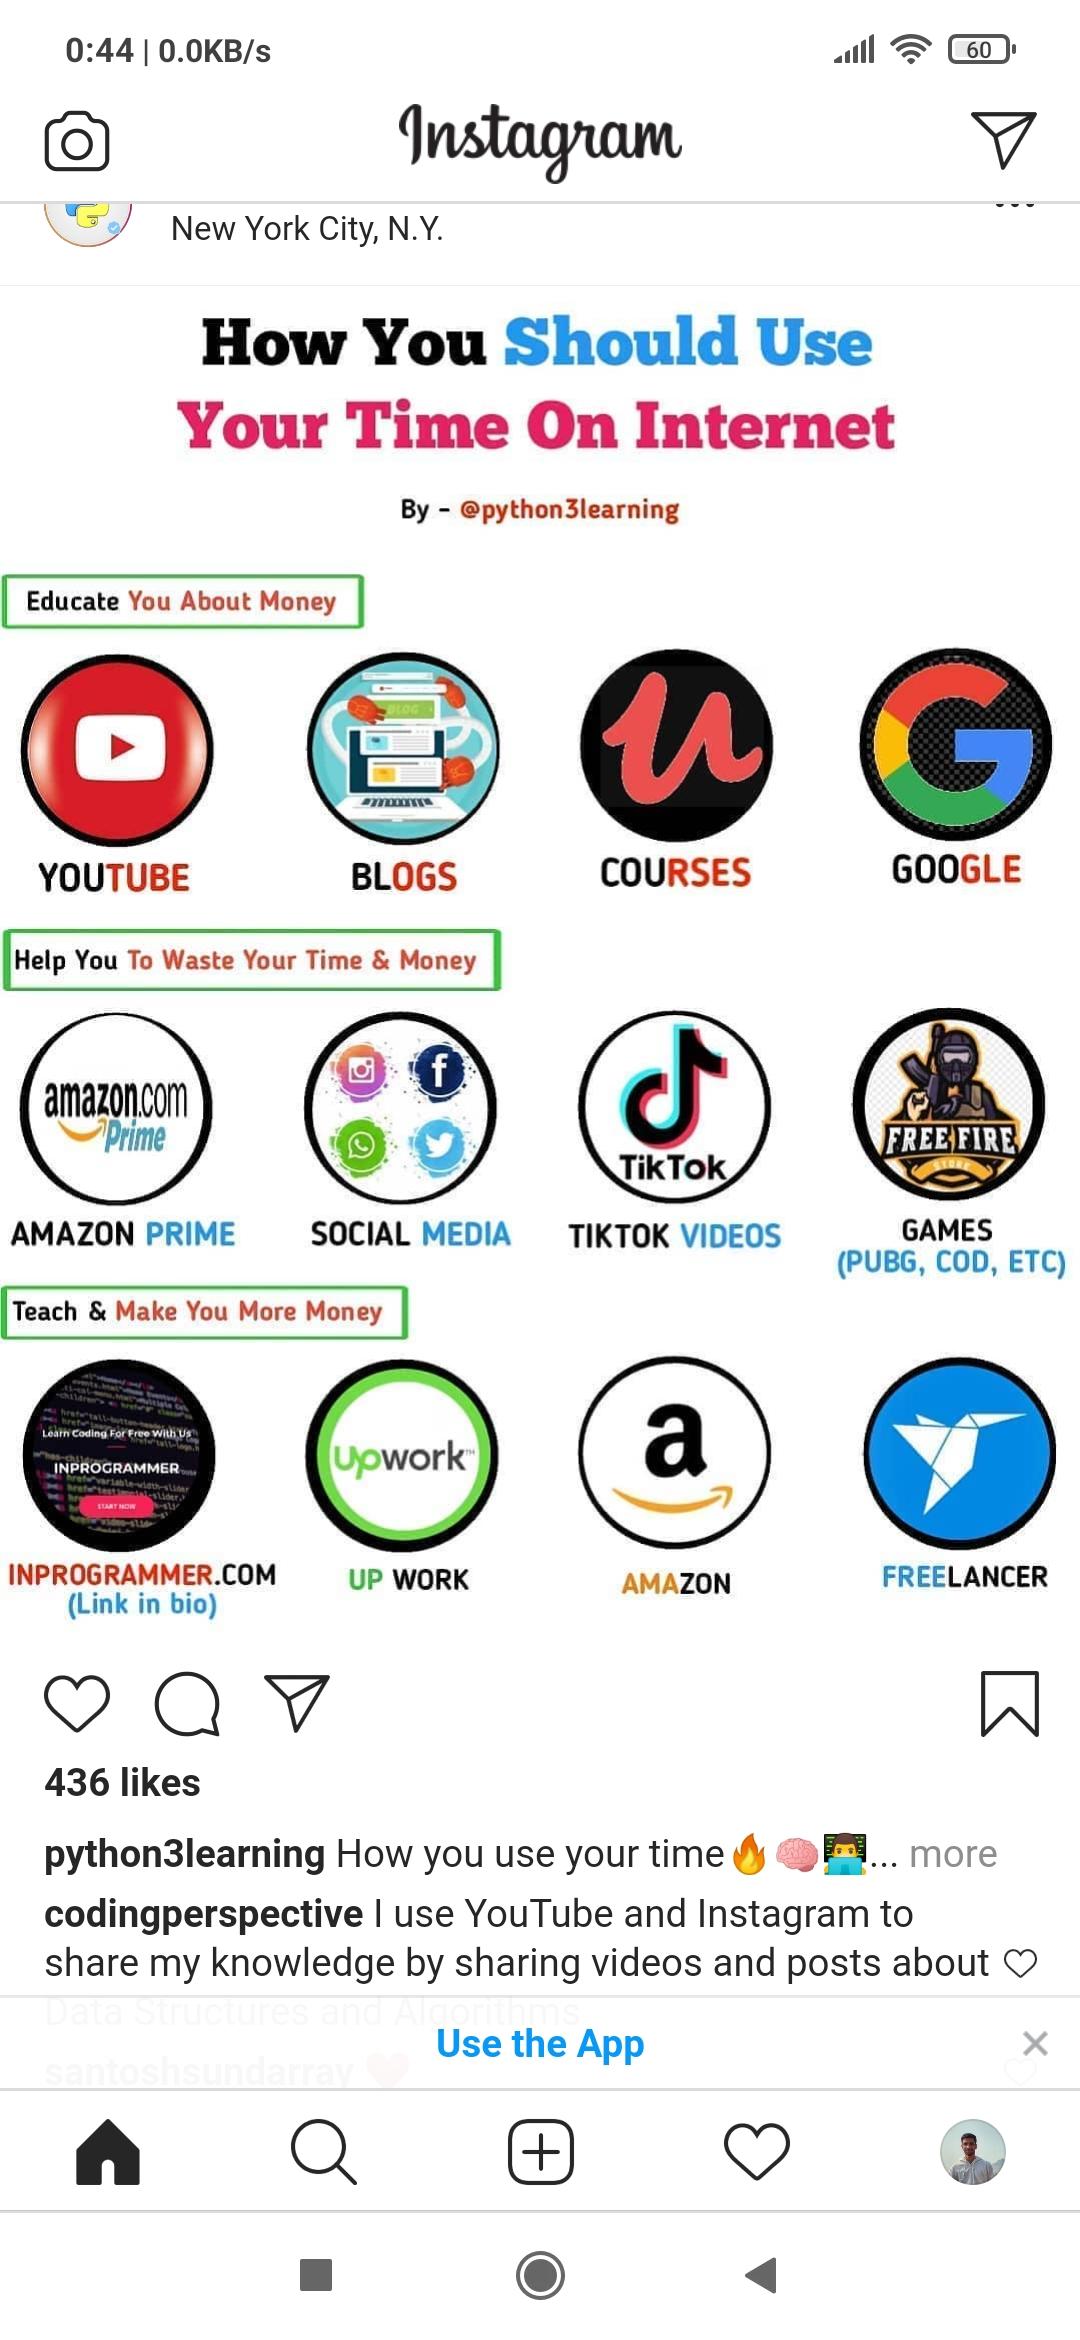 0:44 | 0.0KB/s
60
Instagram
New York City, N.Y.
How You Should Use
Your Time On Internet
By - @python3learning
Educate You About Money
BLOG
YOUTUBE
BLOGS
COURSES
GOOGLE
Help You To Waste Your Time & Money
amazon.com
Prime
TikTok
FREE FIRE
STORE
AMAZON PRIME
SOCIAL MEDIA
TIKTOK VIDEOS
GAMES
(PUBG, COD, ETC)
Teach & Make You More Money
Learn Coding For Free With Us
INPROGRAMMER
START NOW
upwork™
a
INPROGRAMMER.COM
(Link in bio)
UP WORK
AMAZON
FREELANCER
436 likes
python3learning How you use your time🔥🧠👨‍💻... more
codingperspective I use YouTube and Instagram to
share my knowledge by sharing videos and posts about
Data Structures and Algorithms
Use the App
santoshsundarray